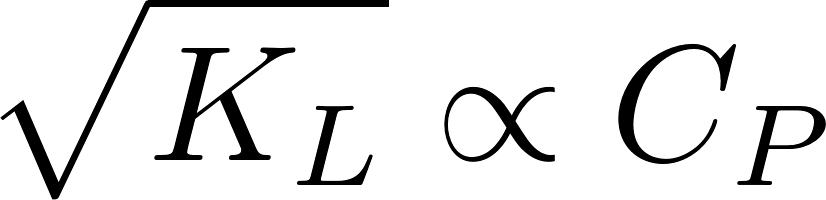 √K_L ∝ C_P